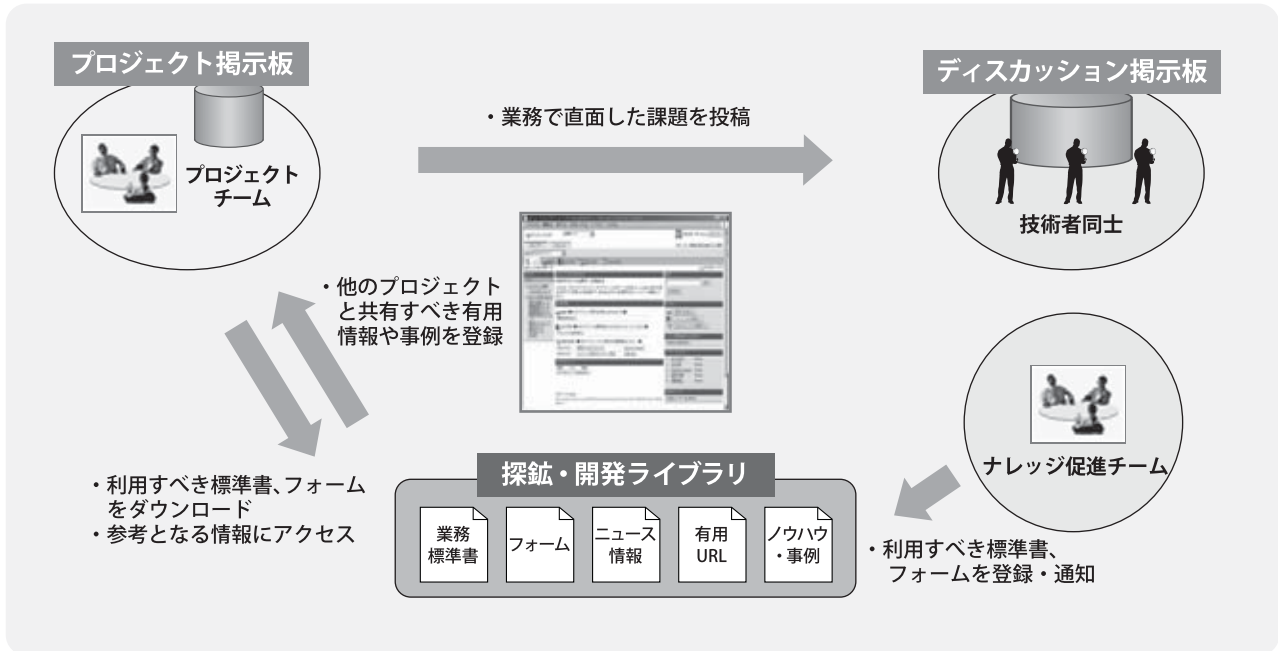 プロジェクト掲示板
ディスカッション掲示板
・業務で直面した課題を投稿
プロジェクト
チーム
技術者同士
・他のプロジェクト
と共有すべき有用
情報や事例を登録
ナレッジ促進チーム
・利用すべき標準書、フォーム
をダウンロード
・参考となる情報にアクセス
探鉱・開発ライブラリ
業務
標準書
フォーム
ニュース
情報
有用
URL
ノウハウ
・事例
・利用すべき標準書、
フォームを登録・通知